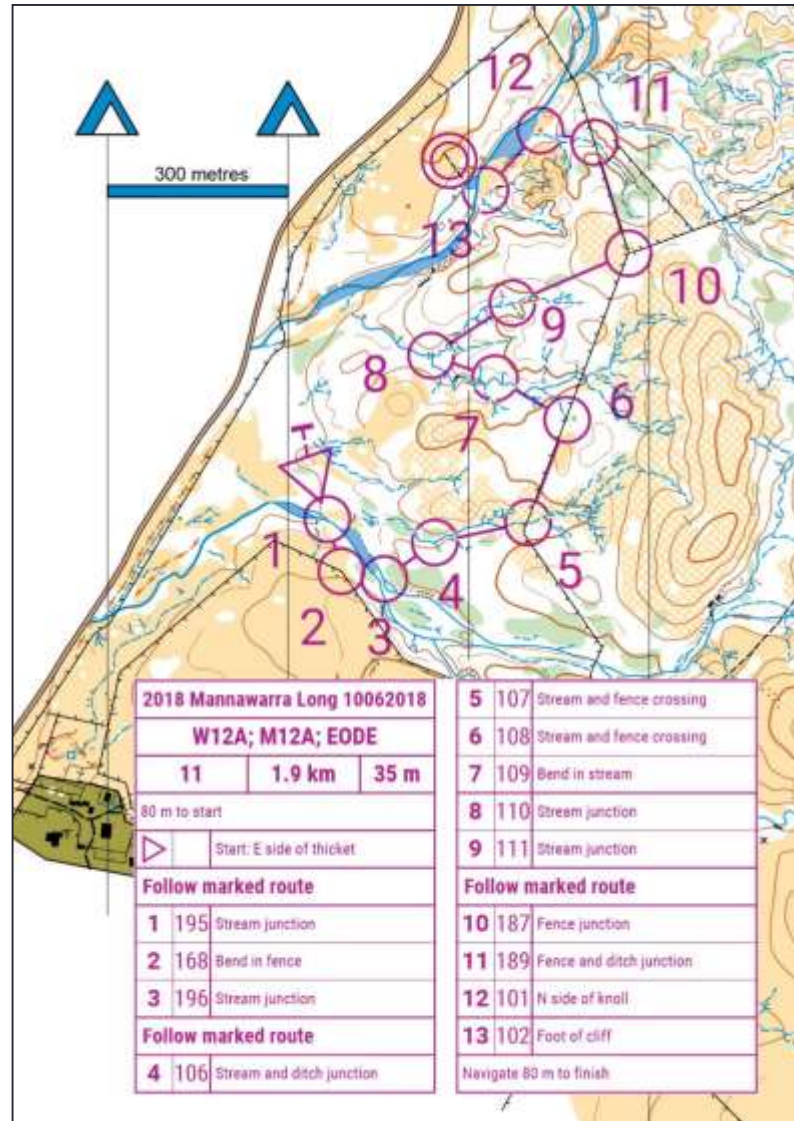 12
11
300 metres
13
10
9
8
6
7
1
5
4
2
3
2018 Mannawarra Long 10062018
W12A; M12A; EODE
11 1.9 km 35 m
80 m to start
Start: E side of thicket
Follow marked route
1 195 Stream junction
2 168 Bend in fence
3 196 Stream junction
Follow marked route
4 106 Stream and ditch junction
5 107 Stream and fence crossing
6 108 Stream and fence crossing
7 109 Bend in stream
8 110 Stream junction
9 111 Stream junction
Follow marked route
10 187 Fence junction
11 189 Fence and ditch junction
12 101 N side of knoll
13 102 Foot of cliff
Navigate 80 m to finish